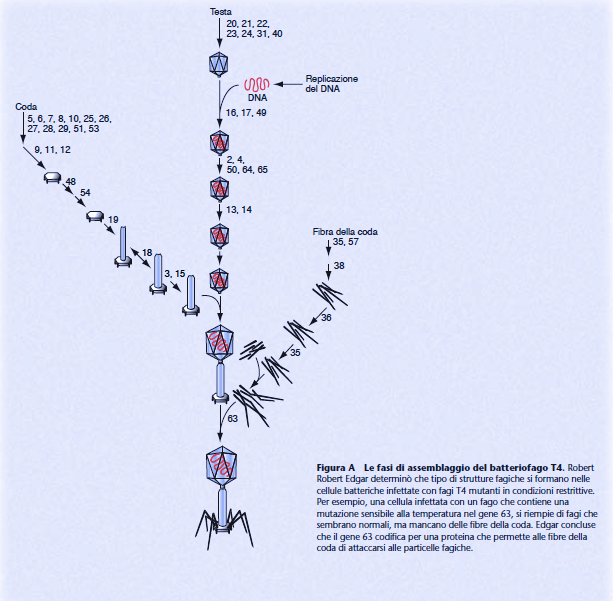 Testa
20, 21, 22,
23, 24, 31, 40
DNA
Replicazione
del DNA
16, 17, 49
Coda
5, 6, 7, 8, 10, 25, 26,
27, 28, 29, 51, 53
9, 11, 12
48
54
19
18
3, 15
2, 4,
50, 64, 65
13, 14
Fibra della coda
35, 57
38
36
35
63
Figura A Le fasi di assemblaggio del batteriofago T4. Robert
Robert Edgar determinò che tipo di strutture fagiche si formano nelle
cellule batteriche infettate con fagi T4 mutanti in condizioni restrittive.
Per esempio, una cellula infettata con un fago che contiene una
mutazione sensibile alla temperatura nel gene 63, si riempie di fagi che
sembrano normali, ma mancano delle fibre della coda. Edgar concluse
che il gene 63 codifica per una proteina che permette alle fibre della
coda di attaccarsi alle particelle fagiche.